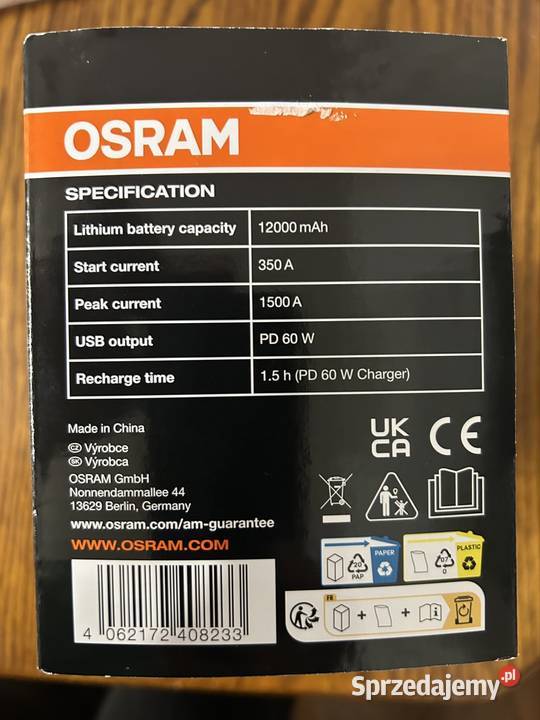 OSRAM
SPECIFICATION
Lithium battery capacity 12000 mAh
Start current 350 A
Peak current 1500 A
USB output PD 60 W
Recharge time 1.5 h (PD 60 W Charger)
Made in China
CZ Výrobce
SK Výrobca
OSRAM GmbH
Nonnendammallee 44
13629 Berlin, Germany
www.osram.com/am-guarantee
WWW.OSRAM.COM
UK
CA
CE
20
PAP
PAPER
07
0
PLASTIC
FR
+ + i
4 062172 408233
Sprzedajemy.pl